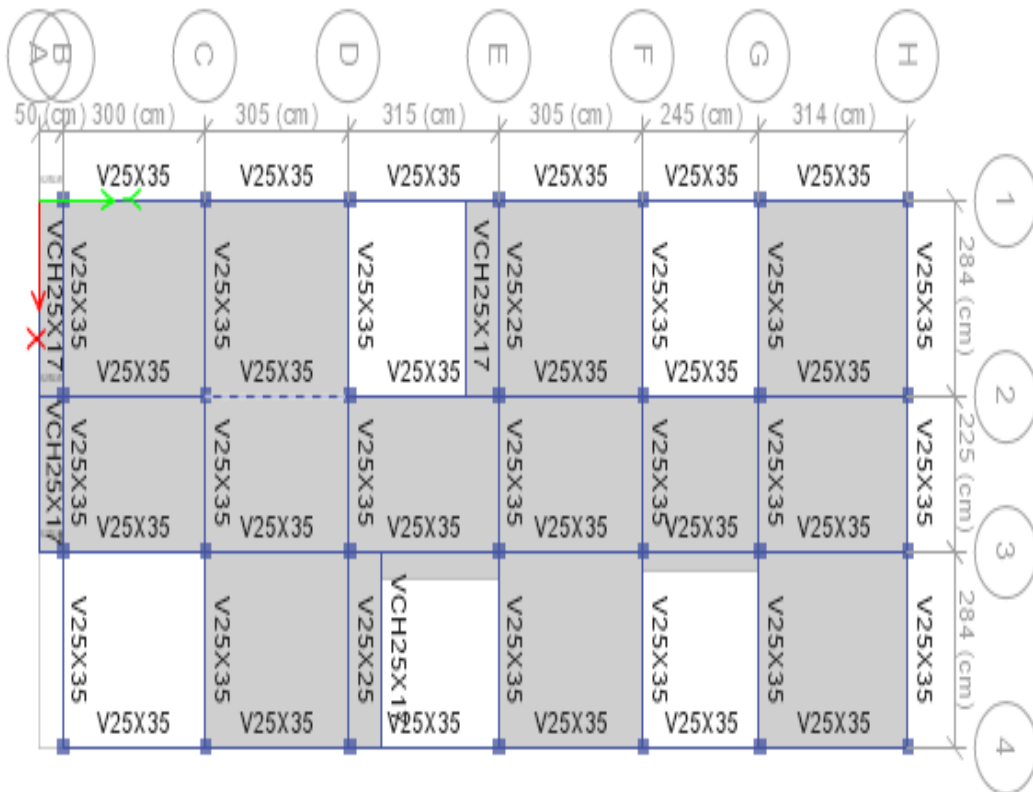 A B C D E F G H
50 (cm) 300 (cm) 305 (cm) 315 (cm) 305 (cm) 245 (cm) 314 (cm)
V25X35 V25X35 V25X35 V25X35 V25X35 V25X35
1
Y
VCH25X17 V25X35 V25X35 V25X35 VCH25X17 V25X25 V25X35 V25X35 V25X35 284 (cm)
X
V25X35 V25X35 V25X35 V25X35 V25X35
2
VCH25X17 V25X35 V25X35 V25X35 V25X35 V25X35 V25X35 V25X35 225 (cm)
V25X35 V25X35 V25X35 V25X35 V25X35 V25X35
3
V25X35 V25X35 V25X25 V25X35 V25X35 V25X35 V25X35 284 (cm)
V25X35 V25X35 V25X35 V25X35 V25X35 V25X35
4